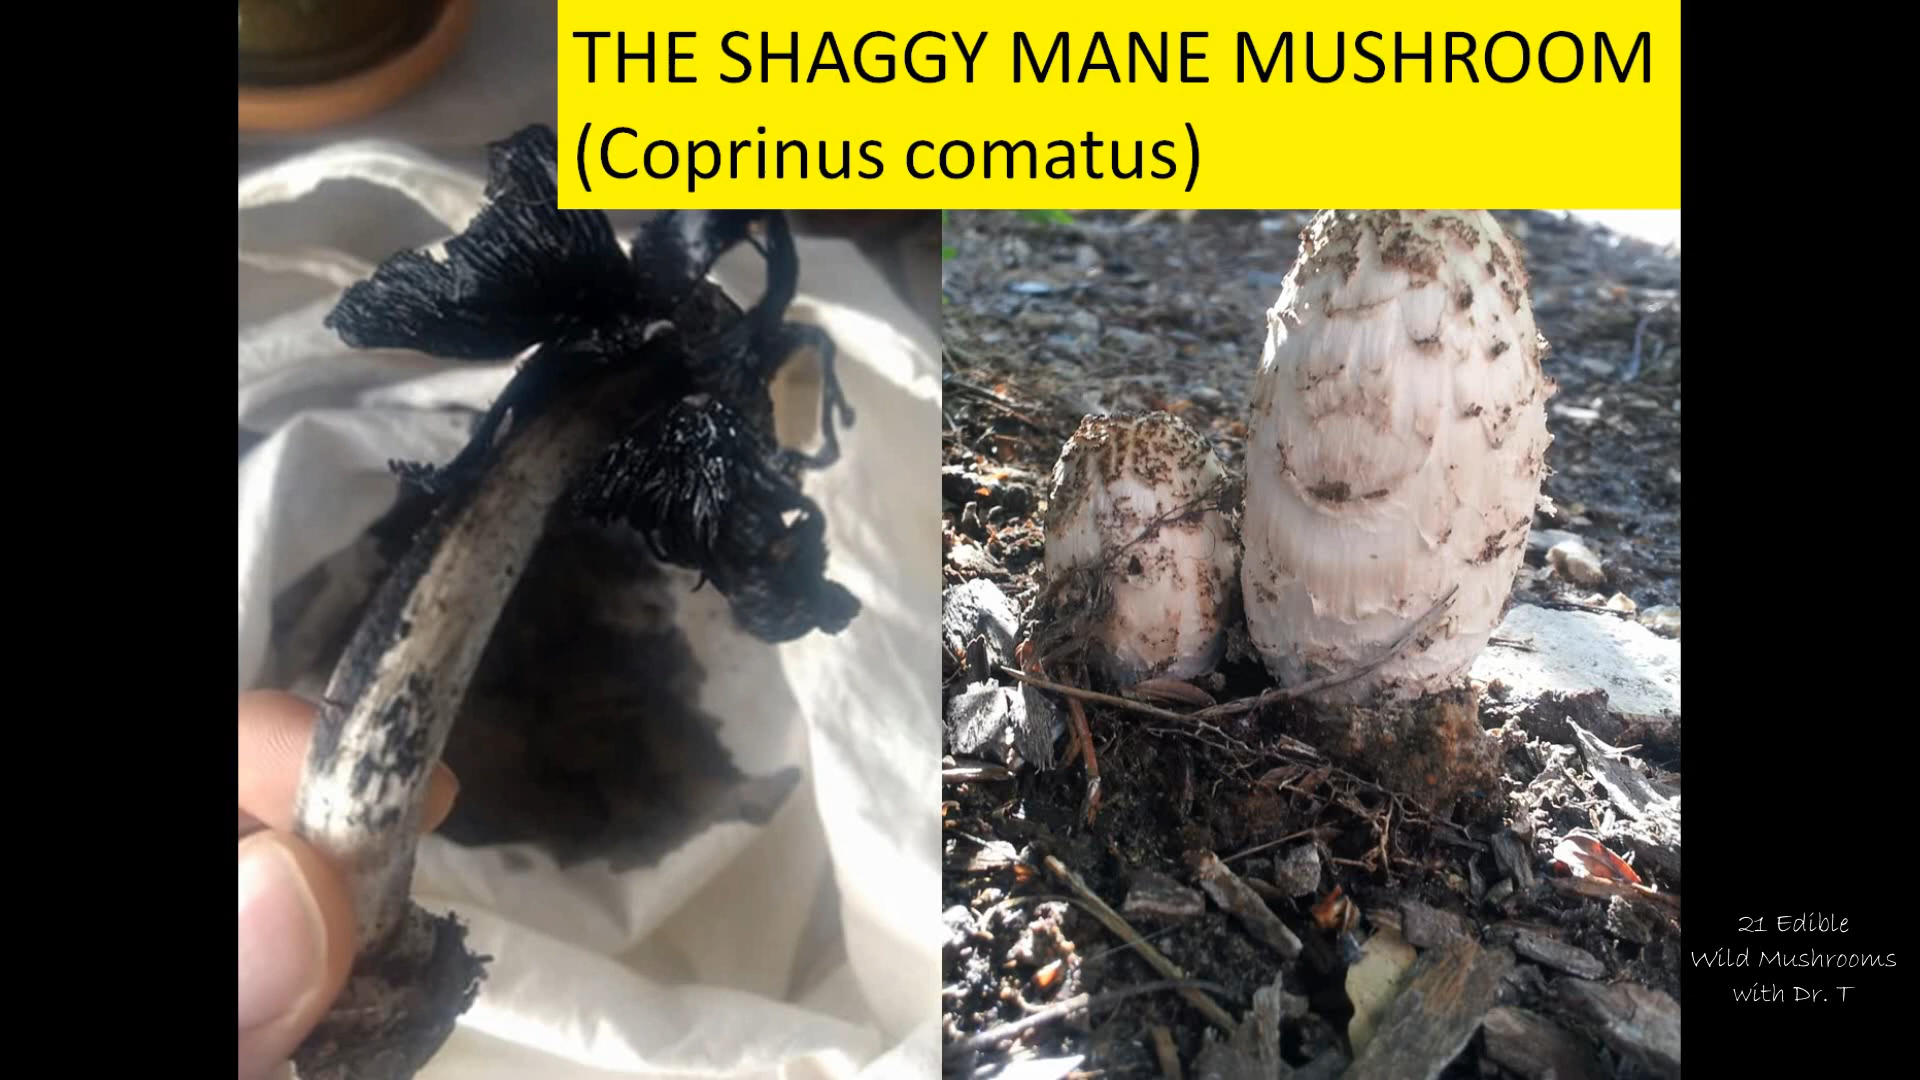 THE SHAGGY MANE MUSHROOM
(Coprinus comatus)
21 Edible
Wild Mushrooms
with Dr. T